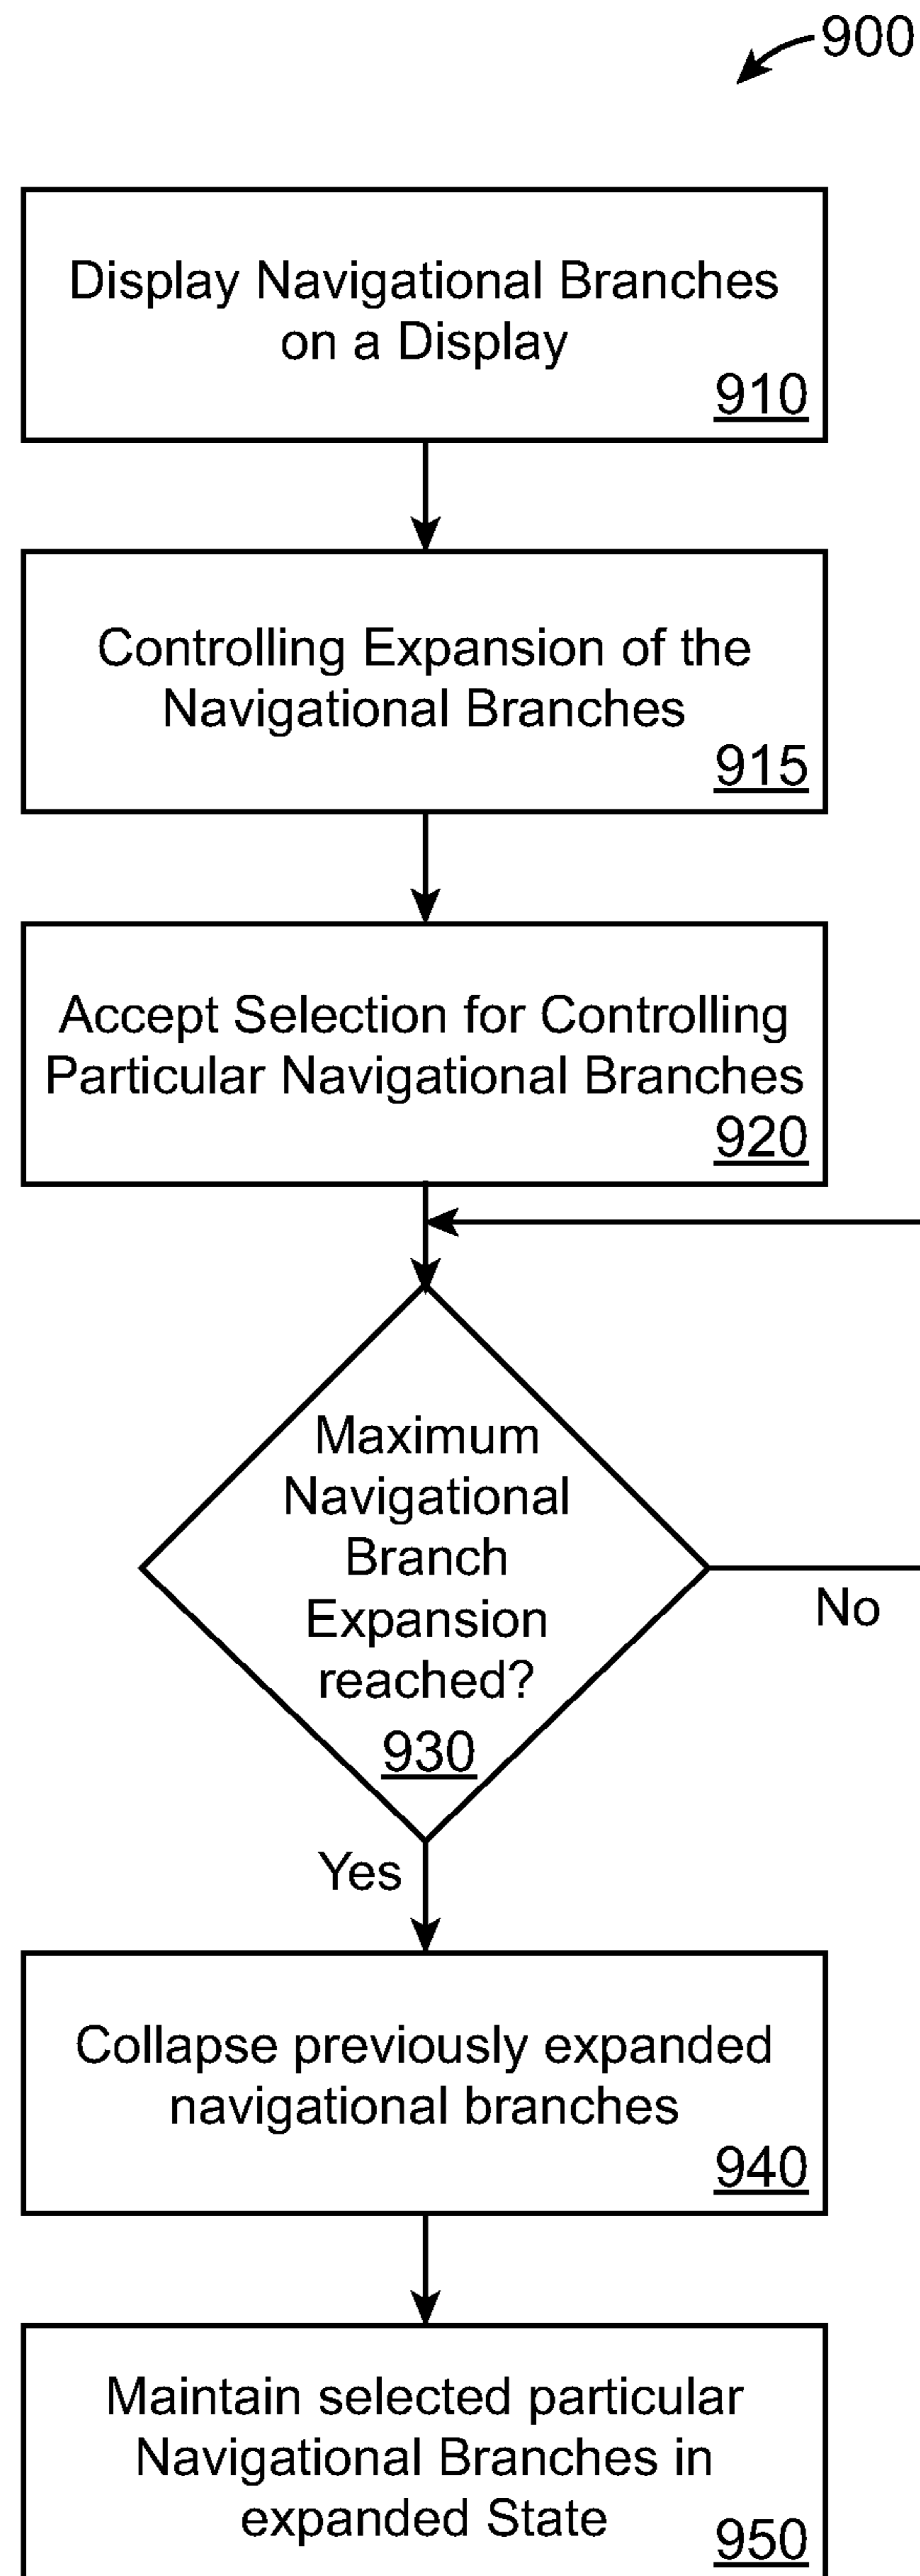 900
Display Navigational Branches
on a Display
910
Controlling Expansion of the
Navigational Branches
915
Accept Selection for Controlling
Particular Navigational Branches
920
Maximum
Navigational
Branch
Expansion
reached?
930
No
Yes
Collapse previously expanded
navigational branches
940
Maintain selected particular
Navigational Branches in
expanded State
950